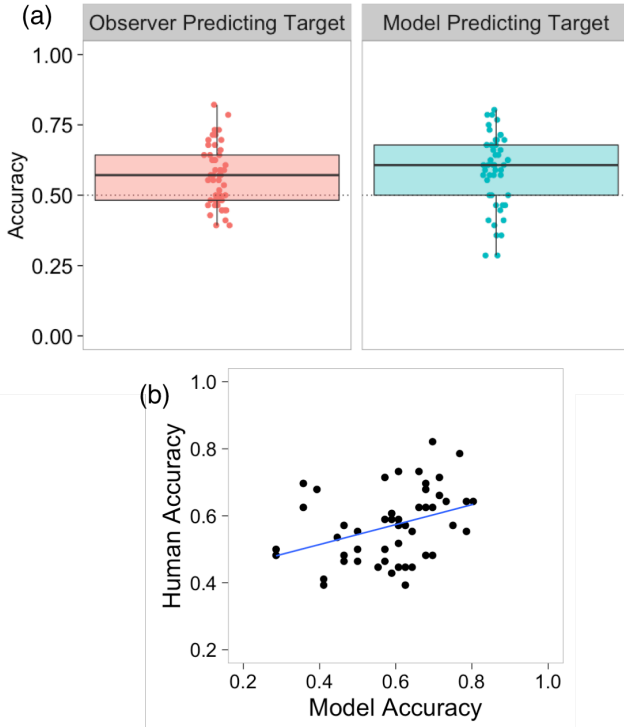 (a)
Observer Predicting Target
Model Predicting Target
Accuracy
1.00
0.75
0.50
0.25
0.00
(b)
Human Accuracy
1.0
0.8
0.6
0.4
0.2
0.2 0.4 0.6 0.8 1.0
Model Accuracy